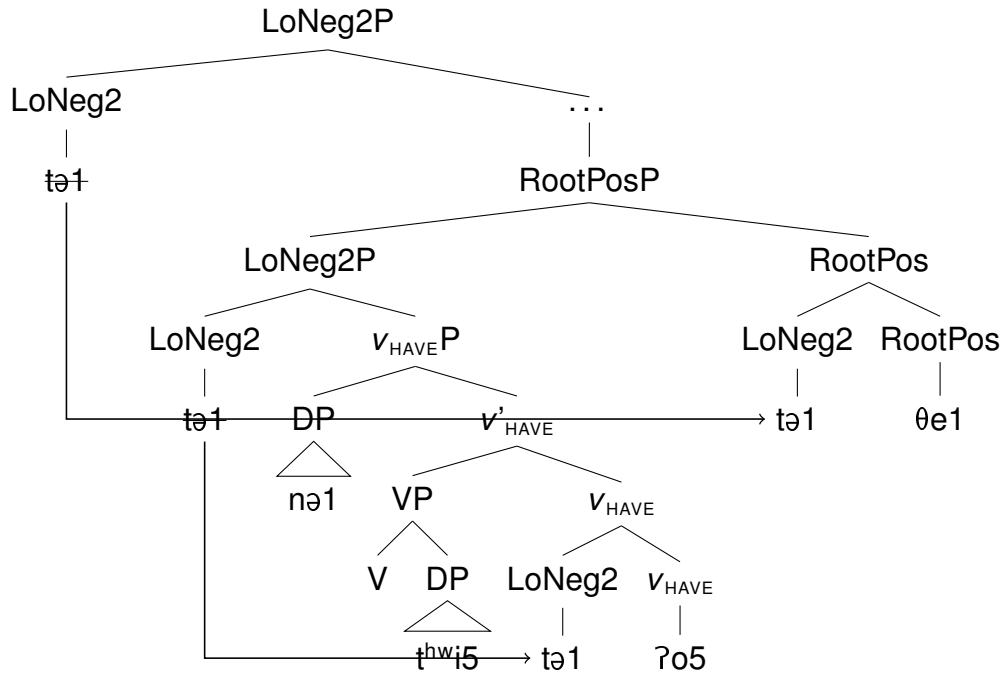 LoNeg2P
LoNeg2 ...
tə1 RootPosP
LoNeg2P RootPos
LoNeg2 vHAVEP LoNeg2 RootPos
tə1 DP v'HAVE tə1 θe1
nə1 VP vHAVE
V DP LoNeg2 vHAVE
tʰʷi5 tə1 ʔo5